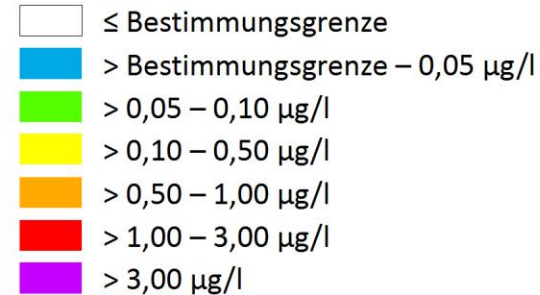 ≤ Bestimmungsgrenze
> Bestimmungsgrenze – 0,05 µg/l
> 0,05 – 0,10 µg/l
> 0,10 – 0,50 µg/l
> 0,50 – 1,00 µg/l
> 1,00 – 3,00 µg/l
> 3,00 µg/l